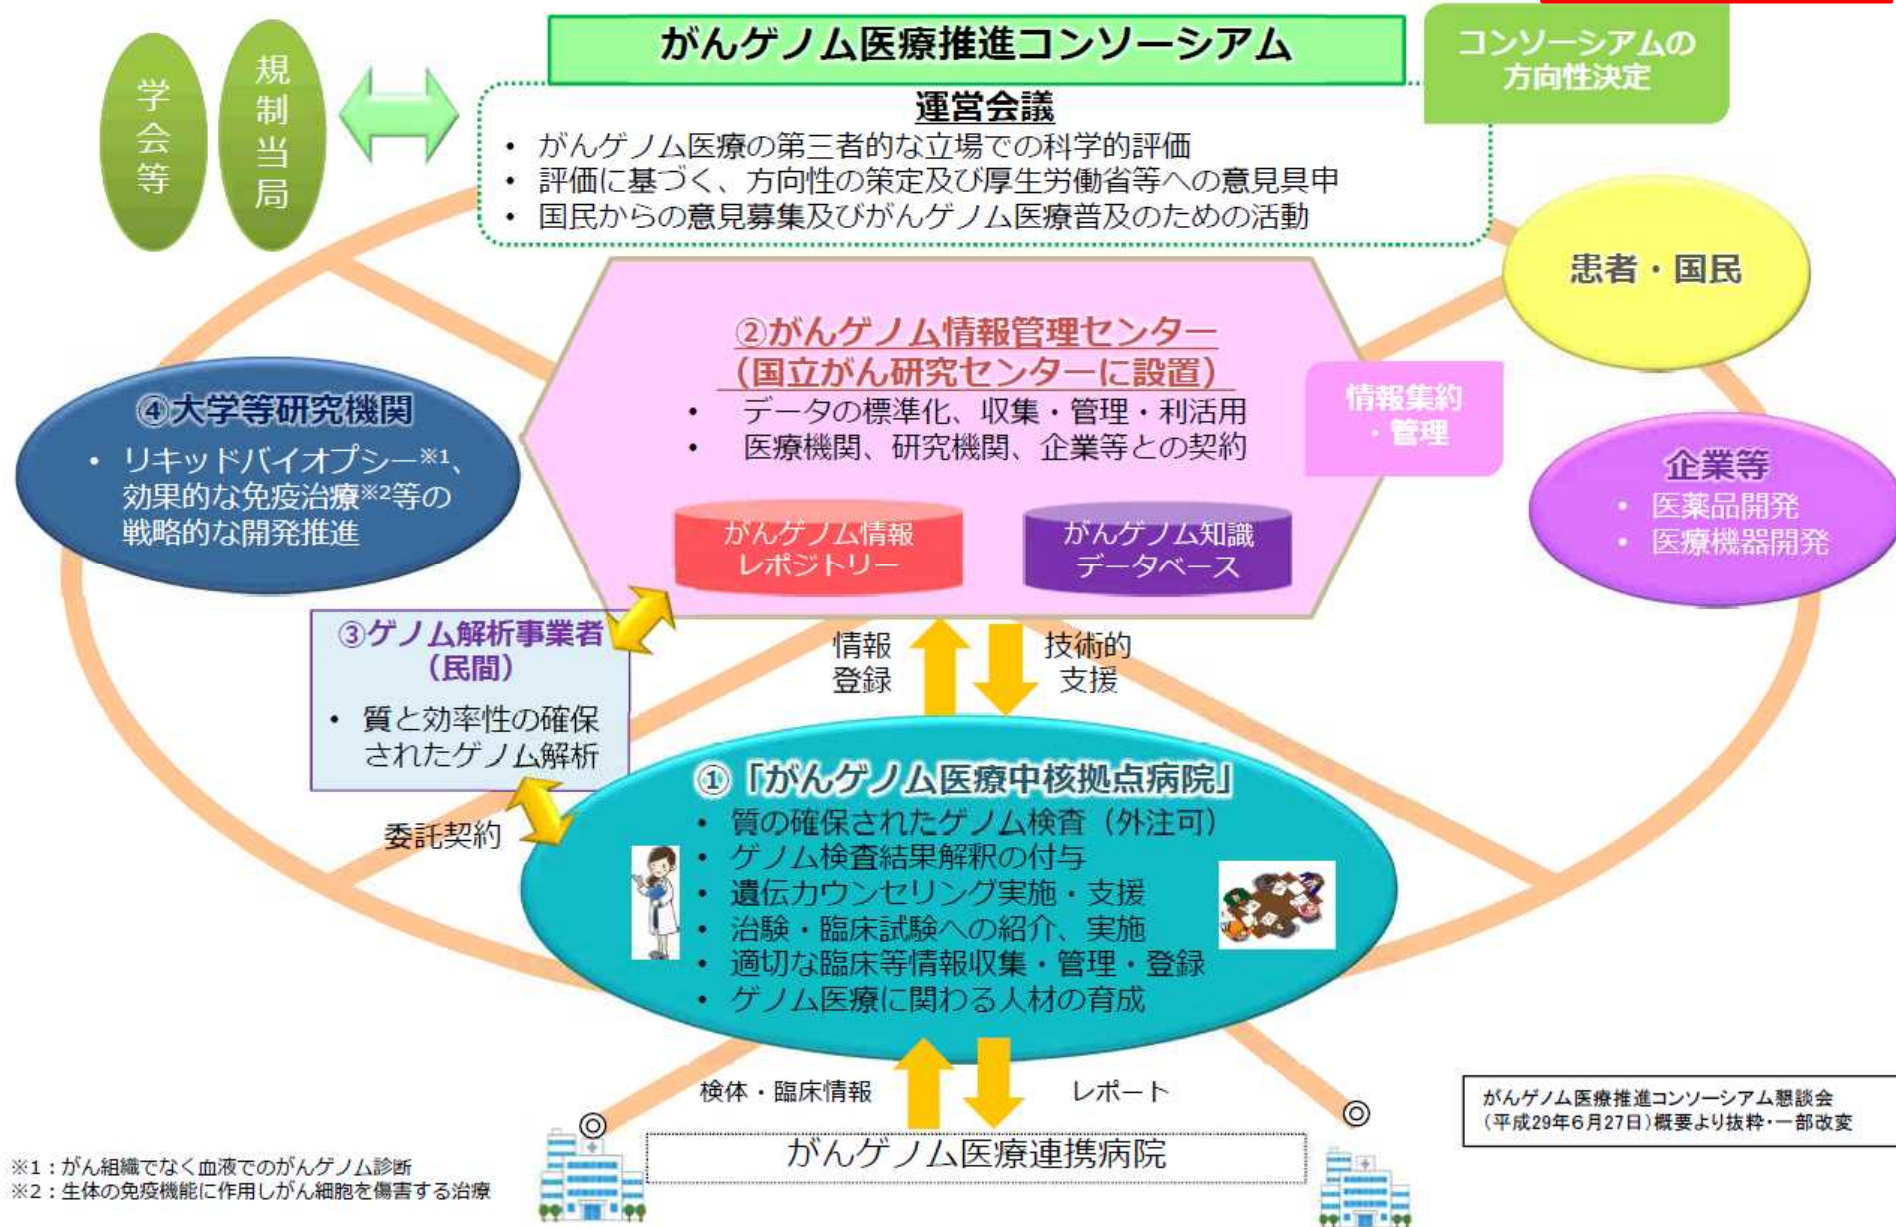 がんゲノム医療推進コンソーシアム
コンソーシアムの
方向性決定
学会等
規制当局
運営会議
• がんゲノム医療の第三者的な立場での科学的評価
• 評価に基づく、方向性の策定及び厚生労働省等への意見具申
• 国民からの意見募集及びがんゲノム医療普及のための活動
患者・国民
②がんゲノム情報管理センター
（国立がん研究センターに設置）
• データの標準化、収集・管理・利活用
• 医療機関、研究機関、企業等との契約
情報集約
・管理
がんゲノム情報
レポジトリー
がんゲノム知識
データベース
④大学等研究機関
• リキッドバイオプシー※1、
効果的な免疫治療※2等の
戦略的な開発推進
企業等
• 医薬品開発
• 医療機器開発
③ゲノム解析事業者
（民間）
• 質と効率性の確保
されたゲノム解析
情報
登録
技術的
支援
委託契約
①「がんゲノム医療中核拠点病院」
• 質の確保されたゲノム検査（外注可）
• ゲノム検査結果解釈の付与
• 遺伝カウンセリング実施・支援
• 治験・臨床試験への紹介、実施
• 適切な臨床等情報収集・管理・登録
• ゲノム医療に関わる人材の育成
検体・臨床情報
レポート
◎
◎
がんゲノム医療連携病院
がんゲノム医療推進コンソーシアム懇談会
（平成29年6月27日）概要より抜粋・一部改変
※1：がん組織でなく血液でのがんゲノム診断
※2：生体の免疫機能に作用しがん細胞を傷害する治療